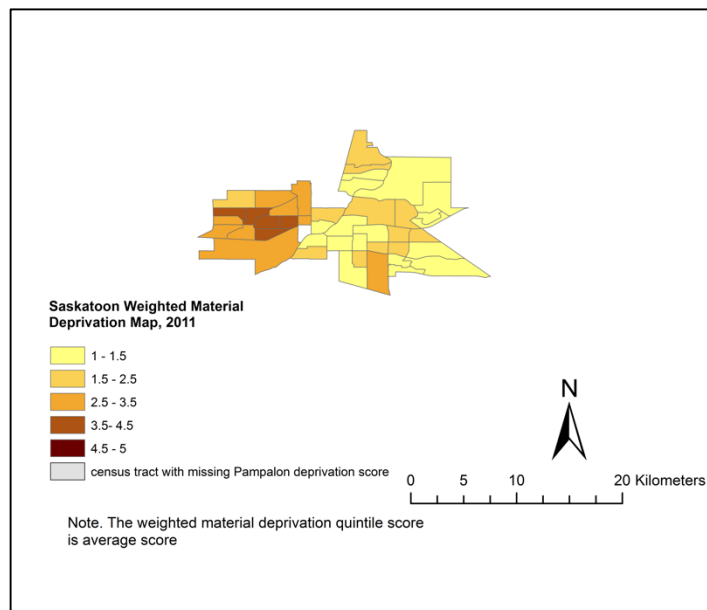 Saskatoon Weighted Material
Deprivation Map, 2011
1 - 1.5
1.5 - 2.5
2.5 - 3.5
3.5- 4.5
4.5 - 5
census tract with missing Pampalon deprivation score
N
0 5 10 20 Kilometers
Note. The weighted material deprivation quintile score
is average score